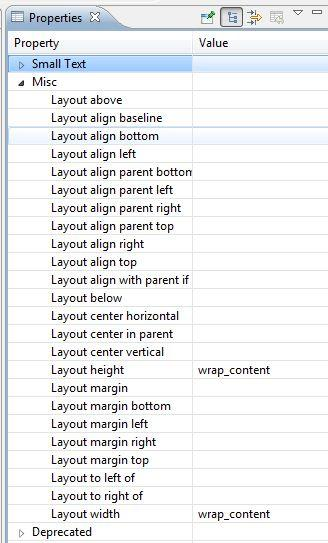 Properties
Property Value
Small Text
Misc
Layout above
Layout align baseline
Layout align bottom
Layout align left
Layout align parent bottom
Layout align parent left
Layout align parent right
Layout align parent top
Layout align right
Layout align top
Layout align with parent if
Layout below
Layout center horizontal
Layout center in parent
Layout center vertical
Layout height wrap_content
Layout margin
Layout margin bottom
Layout margin left
Layout margin right
Layout margin top
Layout to left of
Layout to right of
Layout width wrap_content
Deprecated